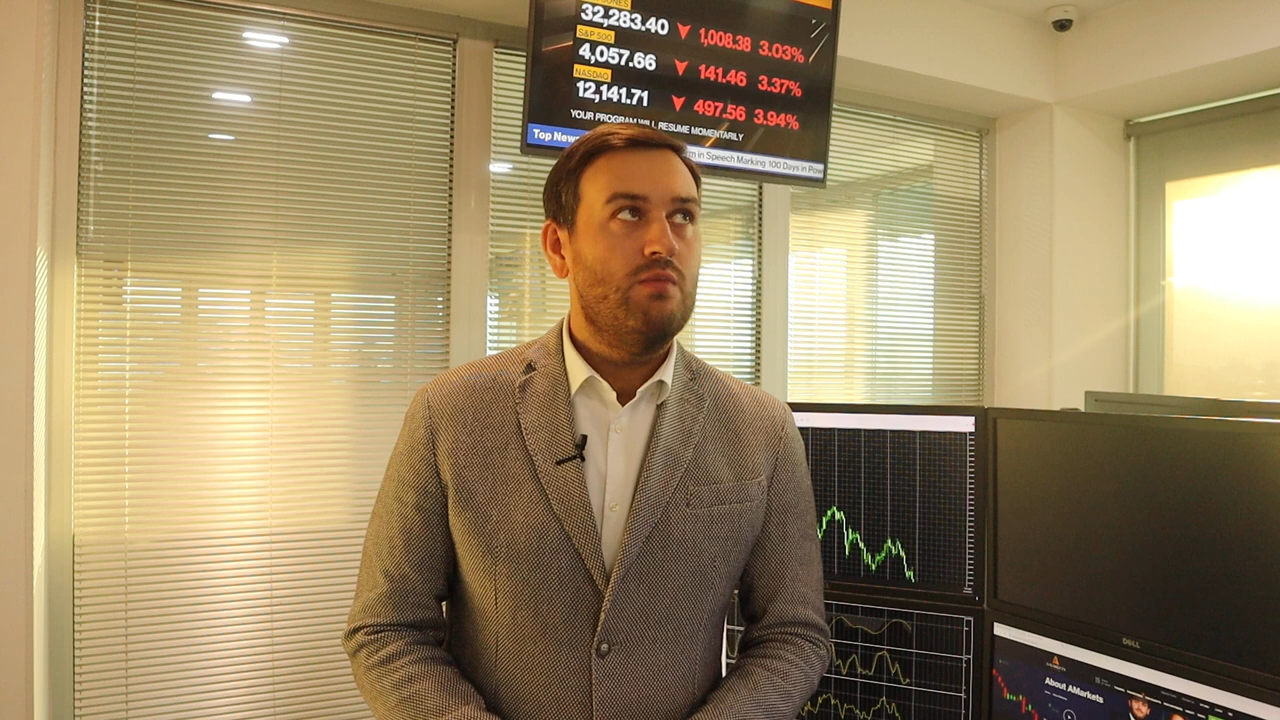 32,283.40 1,008.38 3.03%
S&P 500
4,057.66 141.46 3.37%
NASDAQ
12,141.71 497.56 3.94%
YOUR PROGRAM WILL RESUME MOMENTARILY
Top News
in Speech Marking 100 Days in Pow
DELL
About AMarkets